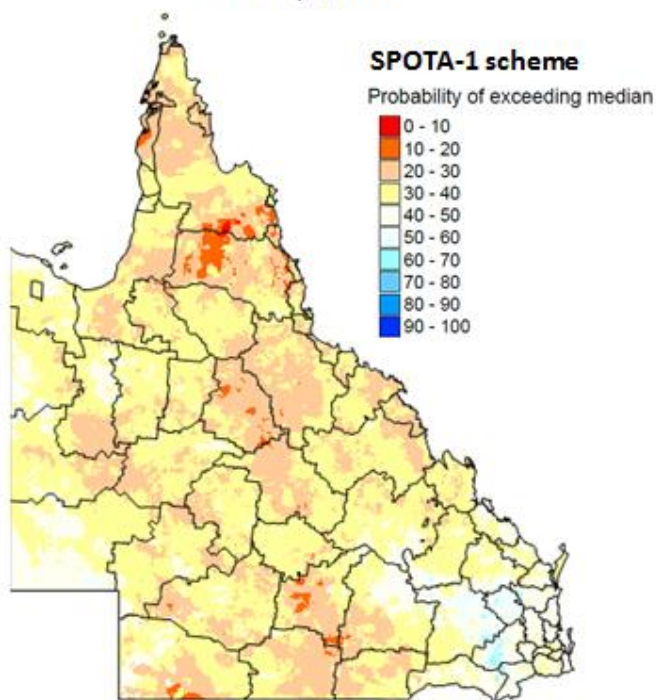 SPOTA-1 scheme
Probability of exceeding median
0 - 10
10 - 20
20 - 30
30 - 40
40 - 50
50 - 60
60 - 70
70 - 80
80 - 90
90 - 100